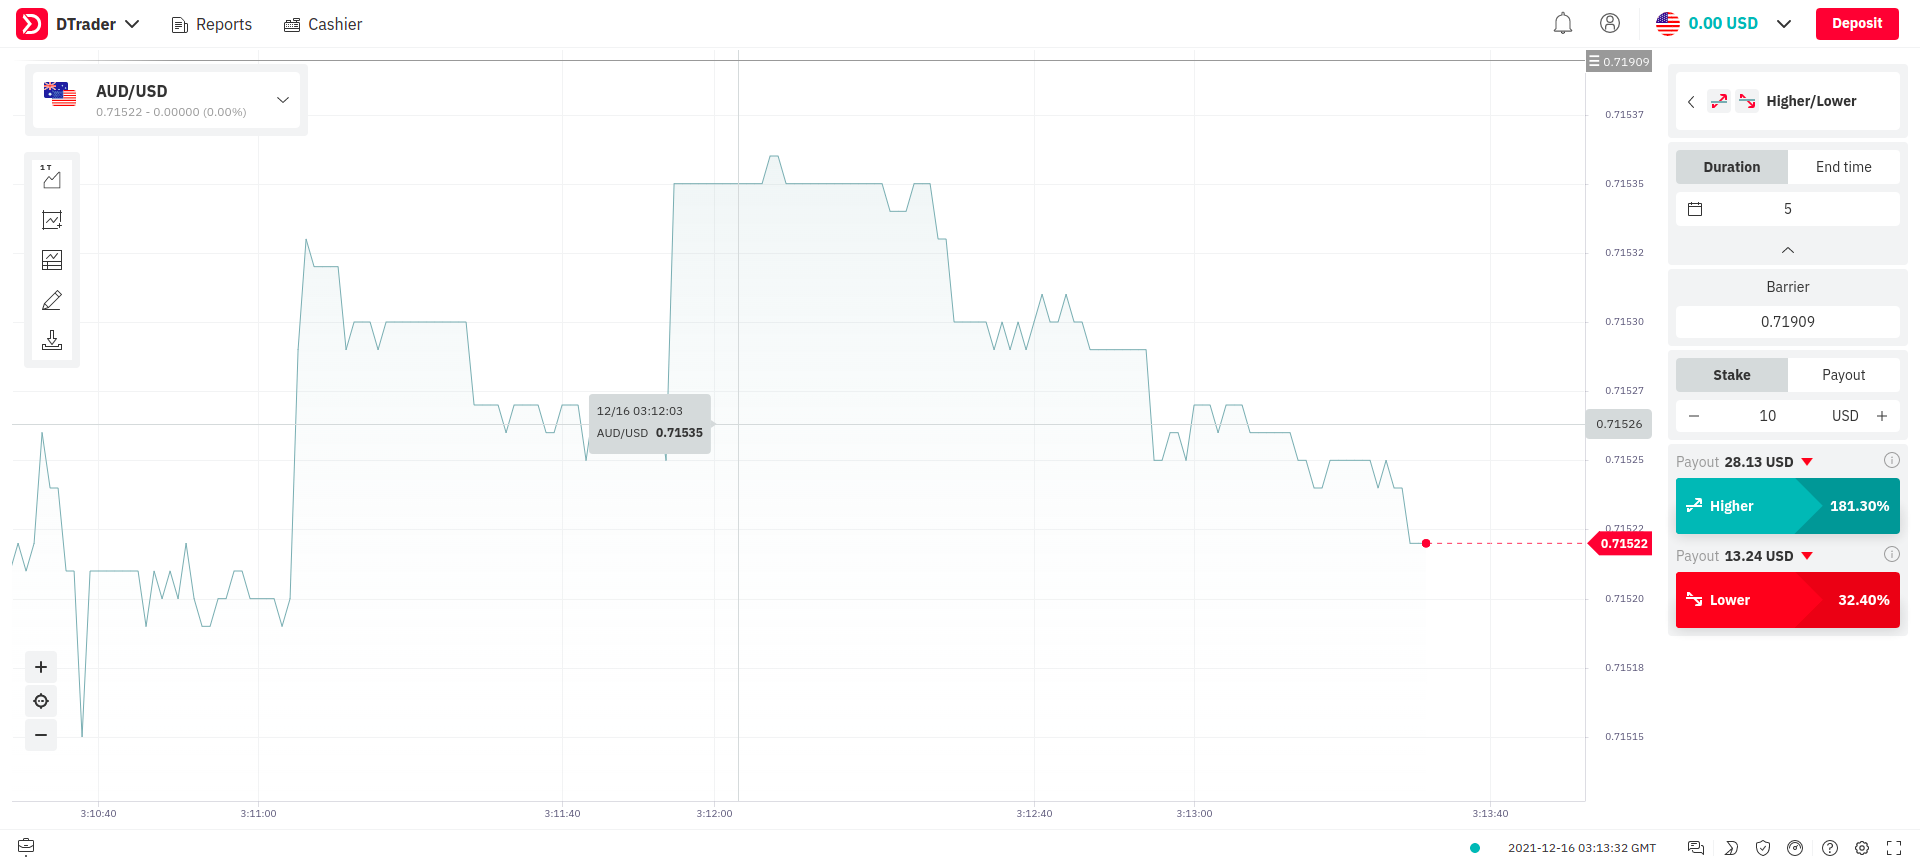 DTrader
Reports
Cashier
0.00 USD
Deposit
AUD/USD
0.71522 - 0.00000 (0.00%)
1T
12/16 03:12:03
AUD/USD 0.71535
0.71909
0.71537
0.71535
0.71532
0.71530
0.71527
0.71526
0.71525
0.71522
0.71522
0.71520
0.71518
0.71515
3:10:40
3:11:00
3:11:40
3:12:00
3:12:40
3:13:00
3:13:40
Higher/Lower
Duration
End time
5
Barrier
0.71909
Stake
Payout
10
USD
Payout 28.13 USD
Higher
181.30%
Payout 13.24 USD
Lower
32.40%
2021-12-16 03:13:32 GMT